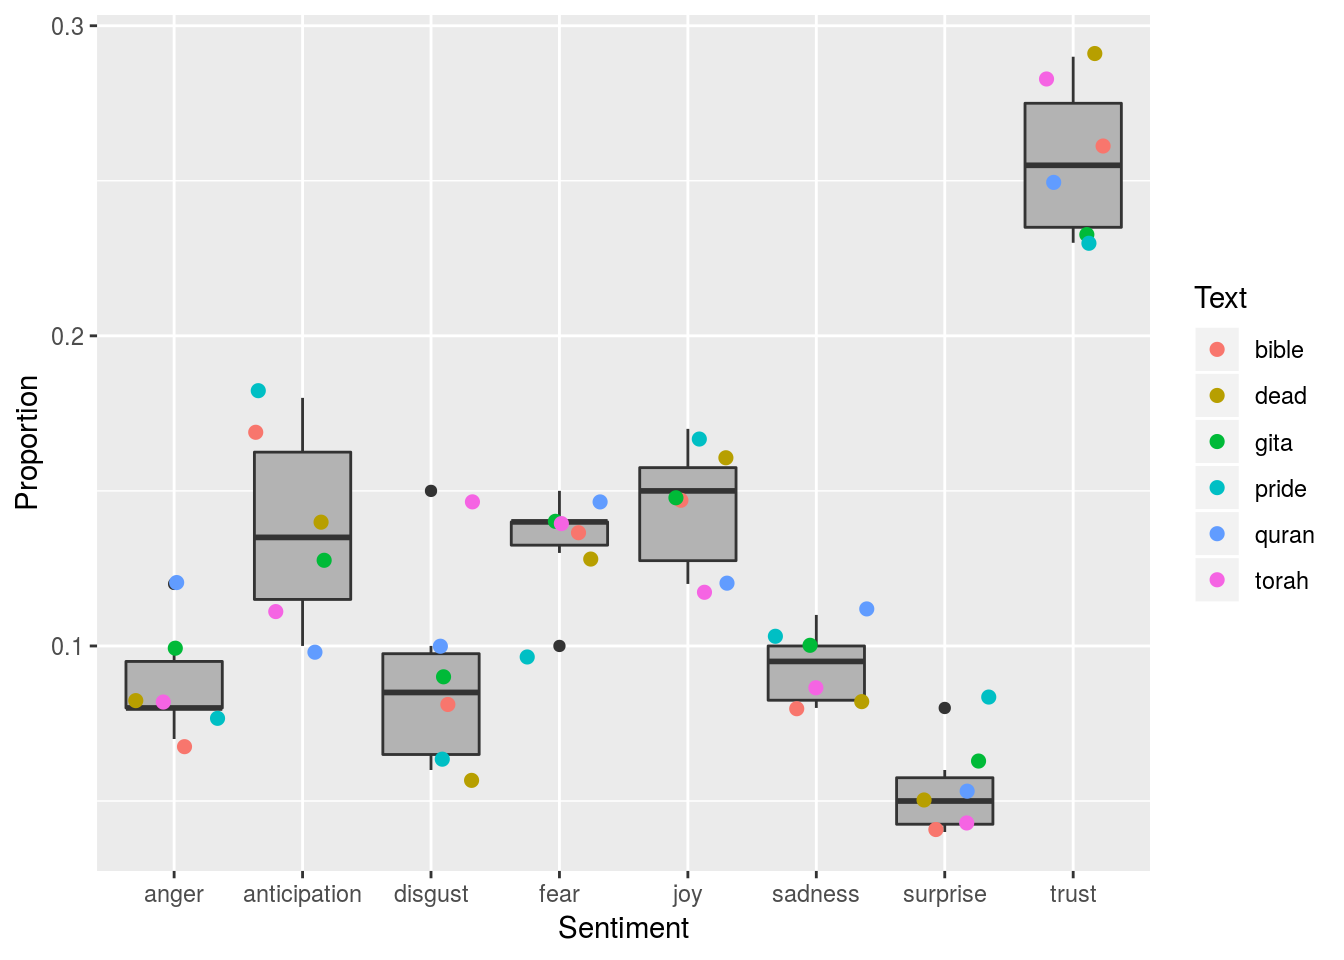 0.3
0.2
0.1
Proportion
anger anticipation disgust fear joy sadness surprise trust
Sentiment
Text
bible
dead
gita
pride
quran
torah